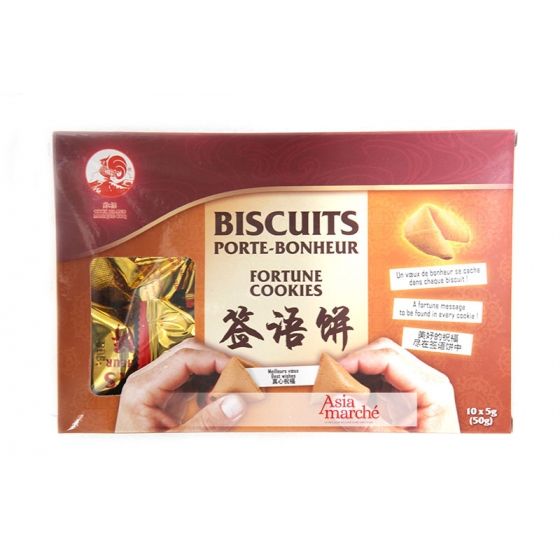 COCK BRAND
BISCUITS
PORTE-BONHEUR
FORTUNE
COOKIES
签语饼
Meilleurs vœux
Best wishes
真心祝福
Un vœux de bonheur se cache
dans chaque biscuit !
A fortune message
to be found in every cookie !
美好的祝福
尽在签语饼中
Asia
marché
10 x 5g
(50g)